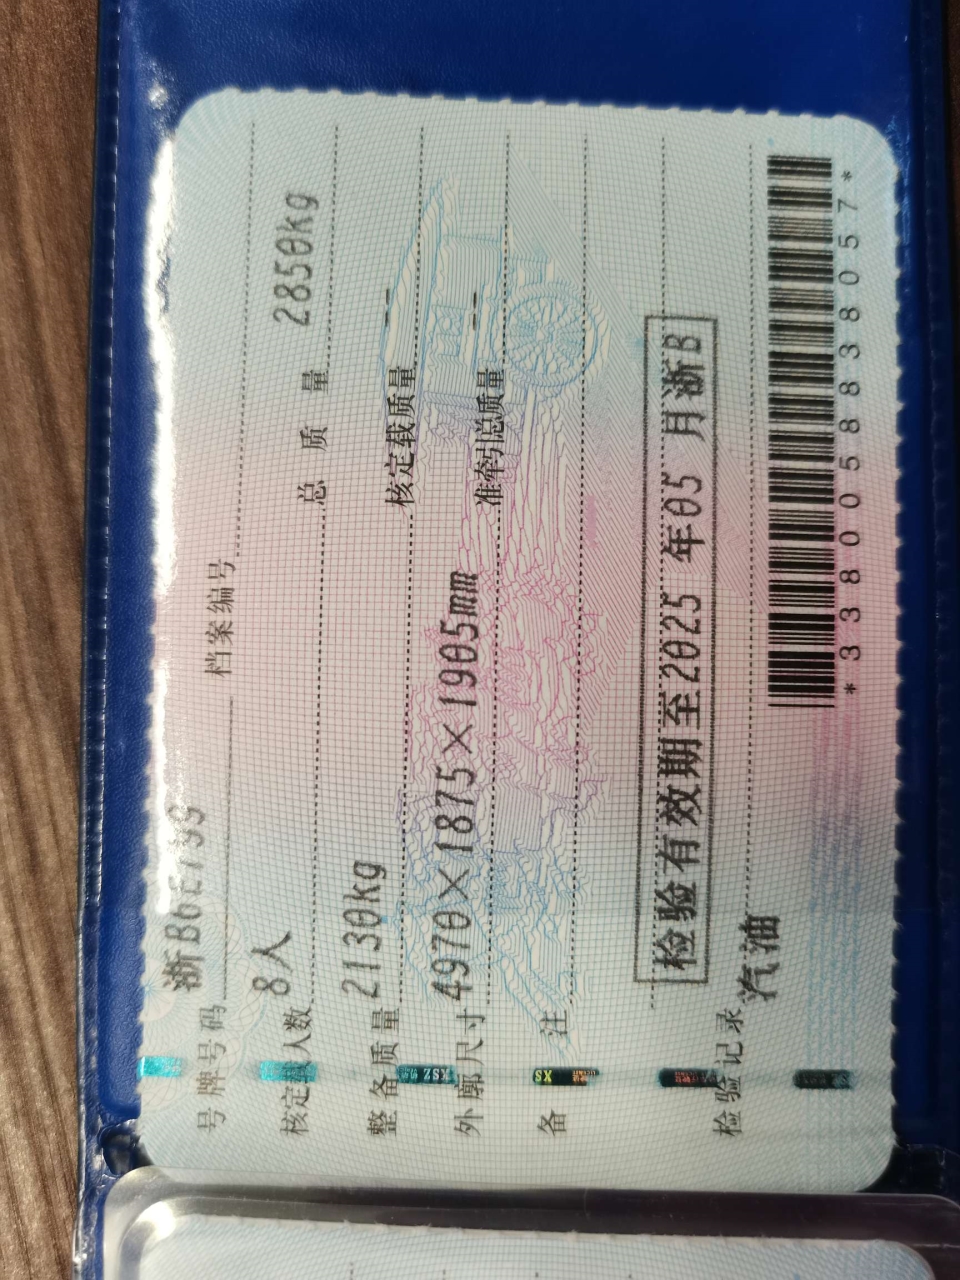 号牌号码 档案编号
核定载人数 8人 总质量 2850kg
整备质量 2130kg 核定载质量 --
外廓尺寸 4970×1875×1905mm 准牵引总质量 --
备注
检验有效期至2025年05月浙B
检验记录 汽油
*3380058838057*